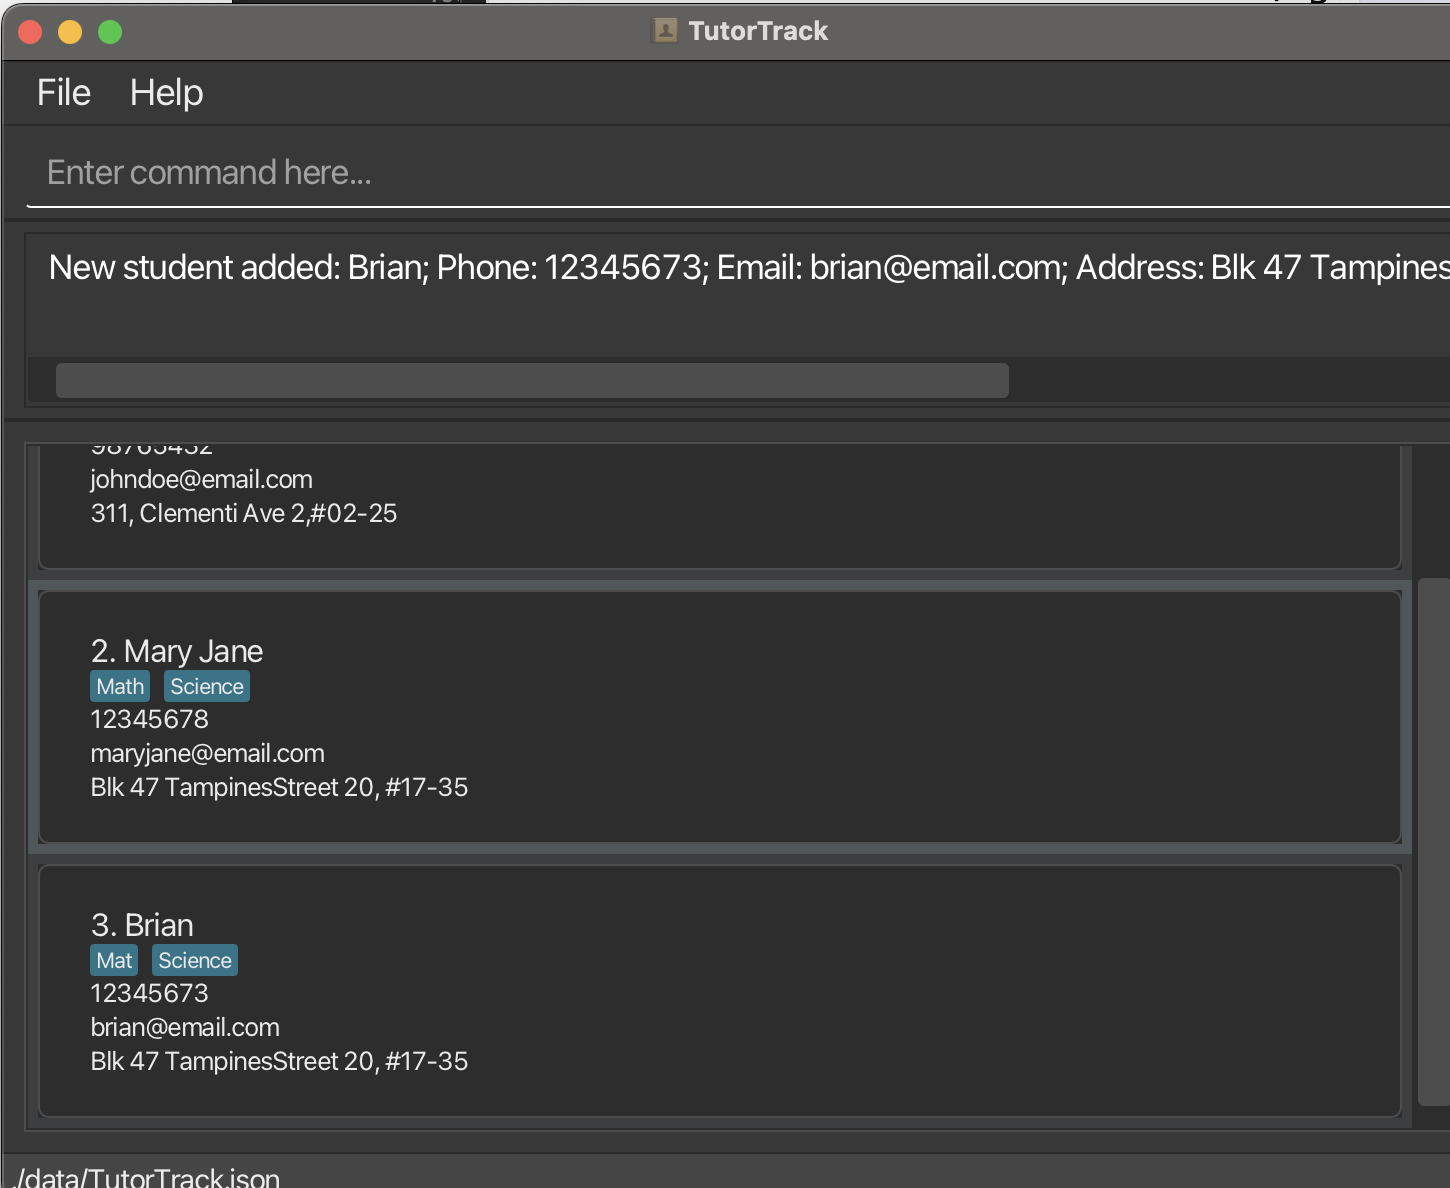 TutorTrack
File Help
Enter command here...
New student added: Brian; Phone: 12345673; Email: brian@email.com; Address: Blk 47 Tampines
98765432
johndoe@email.com
311, Clementi Ave 2,#02-25
2. Mary Jane
Math Science
12345678
maryjane@email.com
Blk 47 TampinesStreet 20, #17-35
3. Brian
Mat Science
12345673
brian@email.com
Blk 47 TampinesStreet 20, #17-35
./data/TutorTrack.json